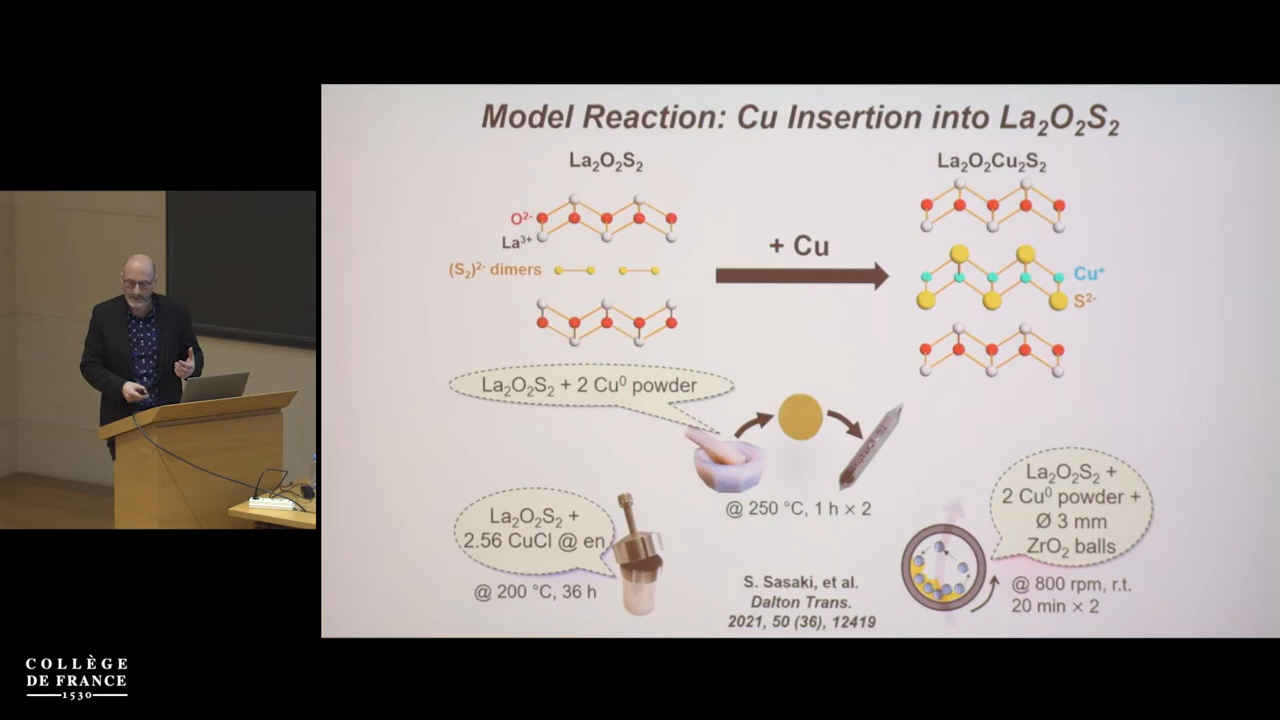 Model Reaction: Cu Insertion into La₂O₂S₂
La₂O₂S₂
La₂O₂Cu₂S₂
O²⁻
La³⁺
(S₂)²⁻ dimers
+ Cu
Cu⁺
S²⁻
La₂O₂S₂ + 2 Cu⁰ powder
@ 250 °C, 1 h × 2
La₂O₂S₂ +
2.56 CuCl @ en
@ 200 °C, 36 h
S. Sasaki, et al.
Dalton Trans.
2021, 50 (36), 12419
La₂O₂S₂ +
2 Cu⁰ powder +
Ø 3 mm
ZrO₂ balls
@ 800 rpm, r.t.
20 min × 2
COLLÈGE
DE FRANCE
1530